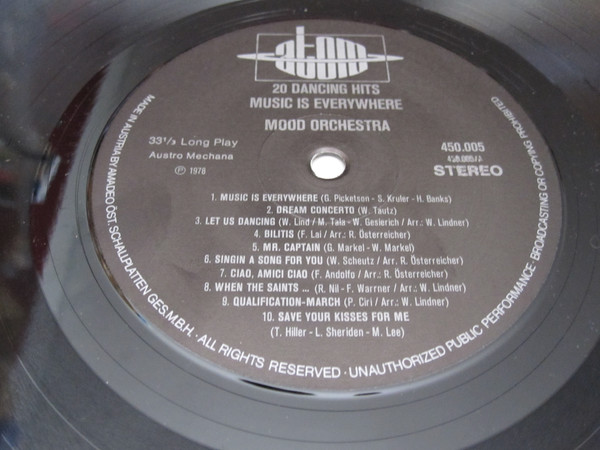 atom
AUDIO
20 DANCING HITS
MUSIC IS EVERYWHERE
MOOD ORCHESTRA
33 1/3 Long Play
Austro Mechana
Ⓟ 1978
450.005
STEREO
1. MUSIC IS EVERYWHERE (G. Picketson - S. Kruler - H. Banks)
2. DREAM CONCERTO (W. Tautz)
3. LET US DANCING (W. Lind / M. Tais - W. Gesierich / Arr.: W. Lindner)
4. BILITIS (F. Lai / Arr.: R. Österreicher)
5. MR. CAPTAIN (G. Markel - W. Markel)
6. SINGIN A SONG FOR YOU (W. Scheutz / Arr.: R. Österreicher)
7. CIAO, AMICI CIAO (F. Andolfo / Arr.: R. Österreicher)
8. WHEN THE SAINTS ... (R. Nil - F. Warrner / Arr.: W. Lindner)
9. QUALIFICATION-MARCH (P. Ciri / Arr.: W. Lindner)
10. SAVE YOUR KISSES FOR ME
(T. Hiller - L. Sheriden - M. Lee)
MADE IN AUSTRIA BY AMADEO ÖST. SCHALLPLATTEN GES.M.B.H. · ALL RIGHTS RESERVED · UNAUTHORIZED PUBLIC PERFORMANCE BROADCASTING OR COPYING PROHIBITED